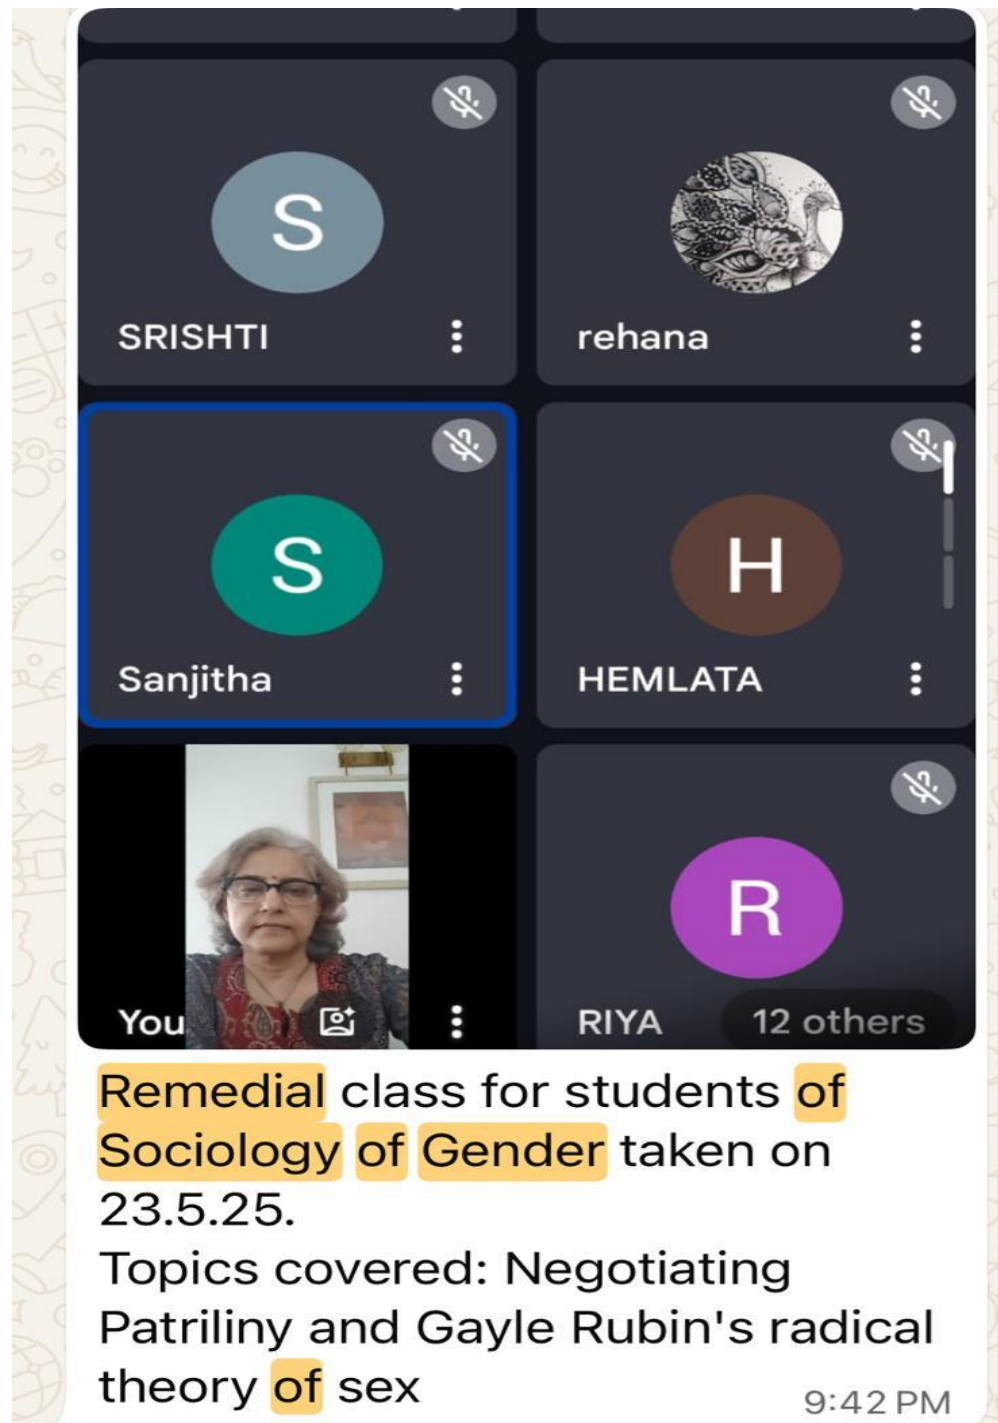 S
SRISHTI
rehana
S
Sanjitha
H
HEMLATA
You
R
RIYA
12 others
Remedial class for students of
Sociology of Gender taken on
23.5.25.
Topics covered: Negotiating
Patriliny and Gayle Rubin's radical
theory of sex
9:42 PM